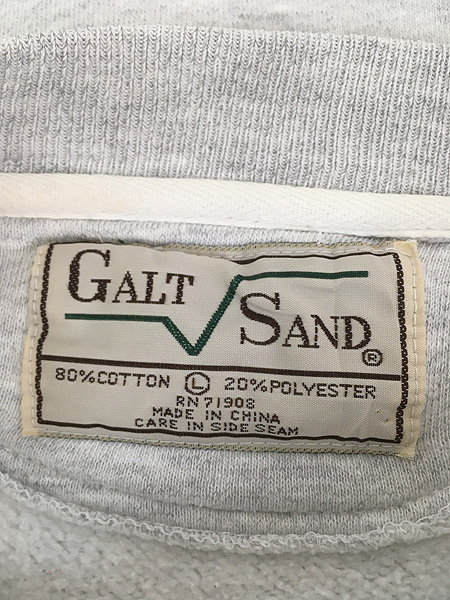 GALT
SAND®
80%COTTON Ⓛ 20%POLYESTER
RN 71908
MADE IN CHINA
CARE IN SIDE SEAM